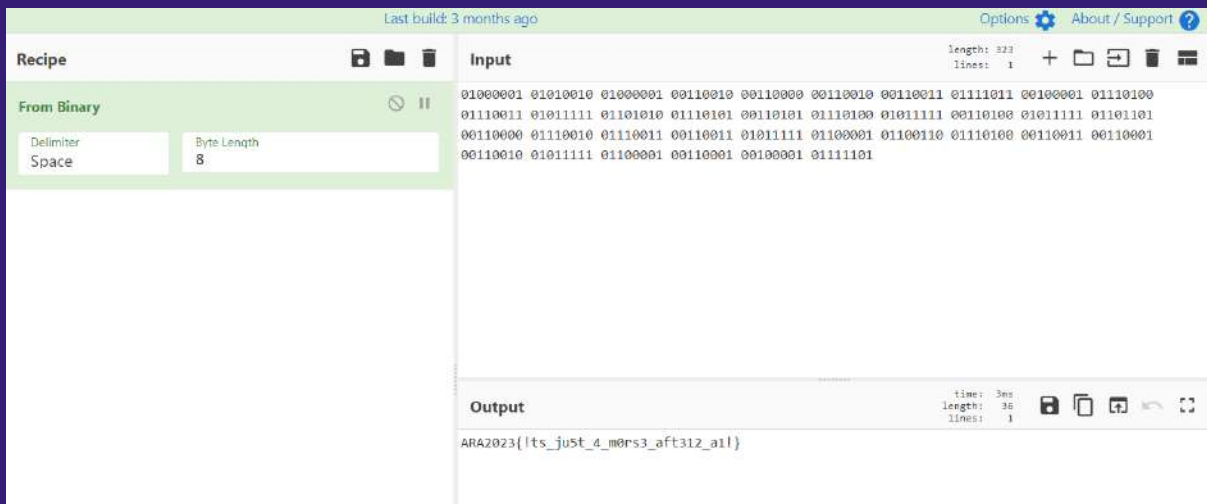 Last build: 3 months ago
Options
About / Support
Recipe
Input
length: 323
lines: 1
From Binary
Delimiter
Space
Byte Length
8
01000001 01010010 01000001 00110010 00110000 00110010 00110011 01111011 00100001 01110100
01110011 01011111 01101010 01110101 00110101 01110100 01011111 00110100 01011111 01101101
00110000 01110010 01110011 00110011 01011111 01100001 01100110 01110100 00110011 00110001
00110010 01011111 01100001 00110001 00100001 01111101
Output
time: 3ms
length: 36
lines: 1
ARA2023{!ts_ju5t_4_m0rs3_aft312_a1!}